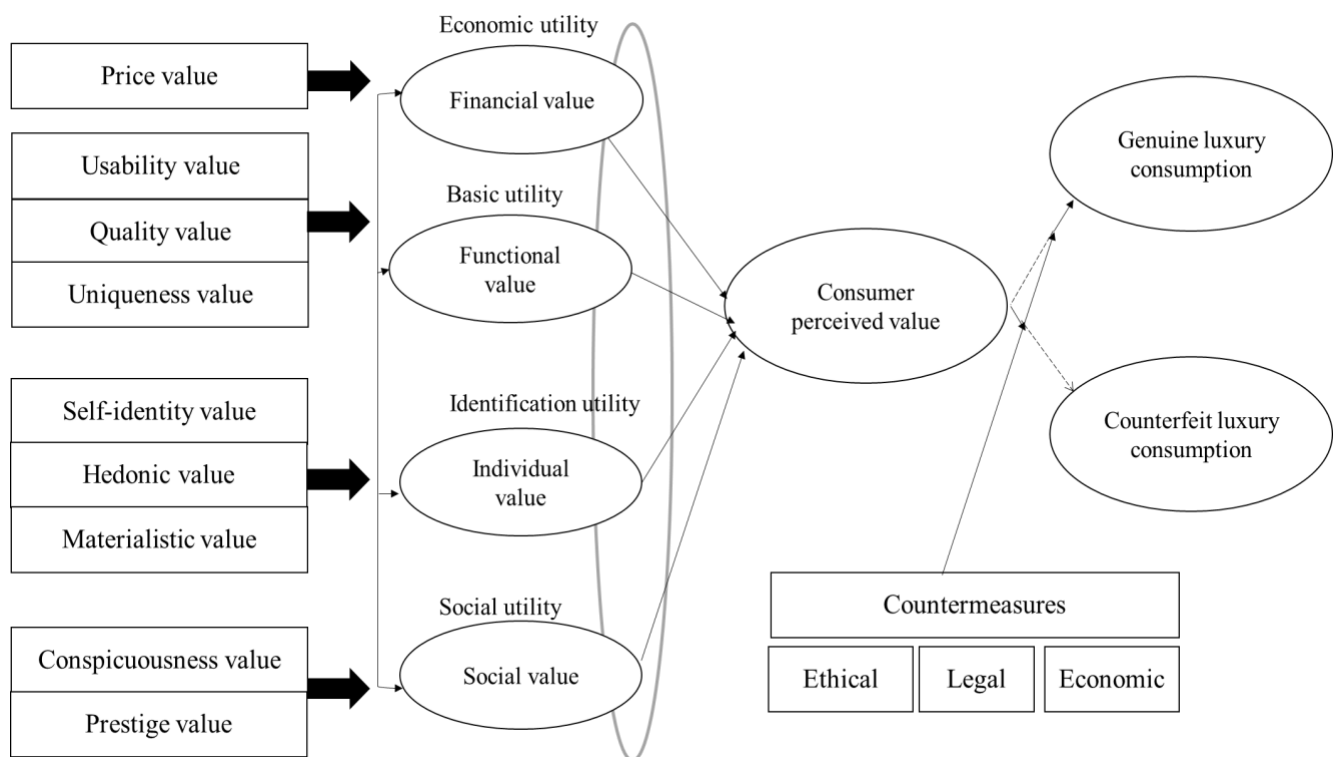 Price value
Usability value
Quality value
Uniqueness value
Self-identity value
Hedonic value
Materialistic value
Conspicuousness value
Prestige value
Economic utility
Financial value
Basic utility
Functional
value
Identification utility
Individual
value
Social utility
Social value
Consumer
perceived value
Genuine luxury
consumption
Counterfeit luxury
consumption
Countermeasures
Ethical
Legal
Economic